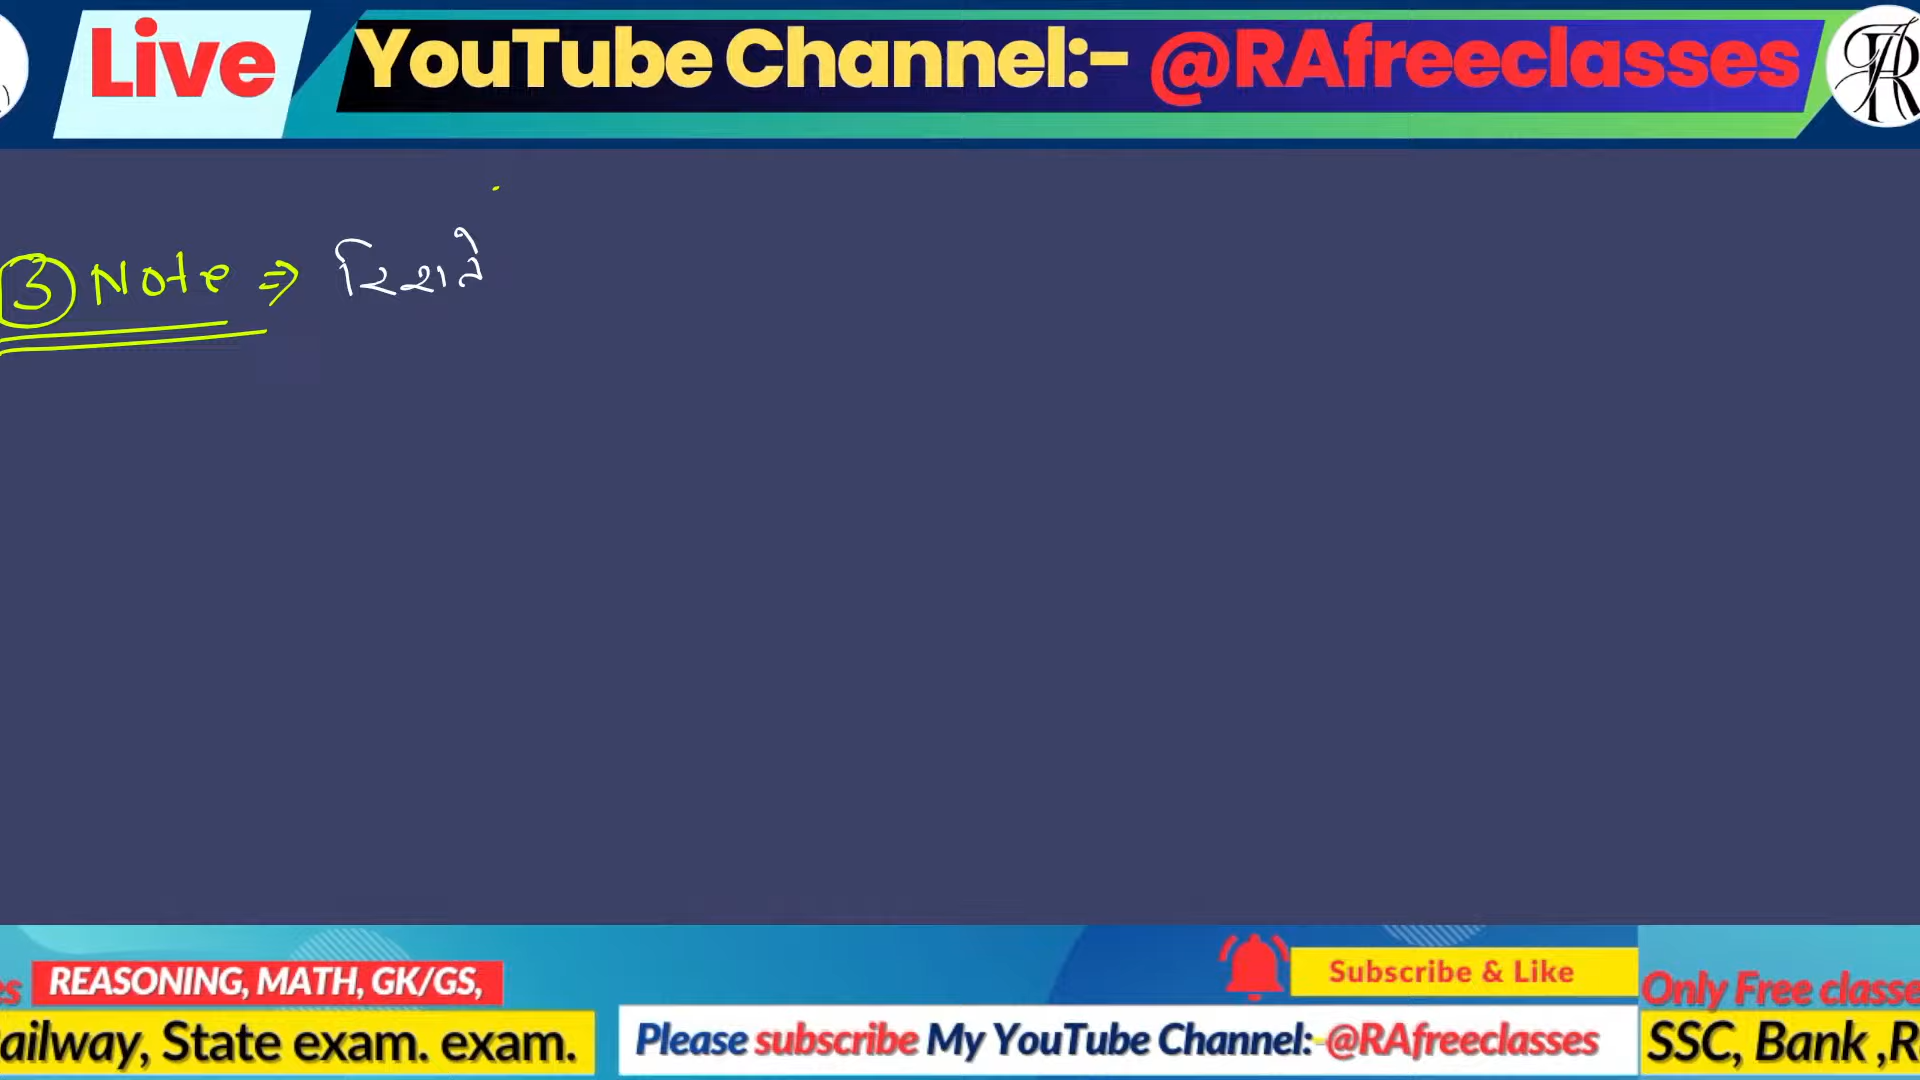 Live
YouTube Channel:- @RAfreeclasses
③ Note ⇒ रिश्ते
REASONING, MATH, GK/GS,
Subscribe & Like
Only Free classe
ailway, State exam. exam.
Please subscribe My YouTube Channel:-@RAfreeclasses
SSC, Bank ,R